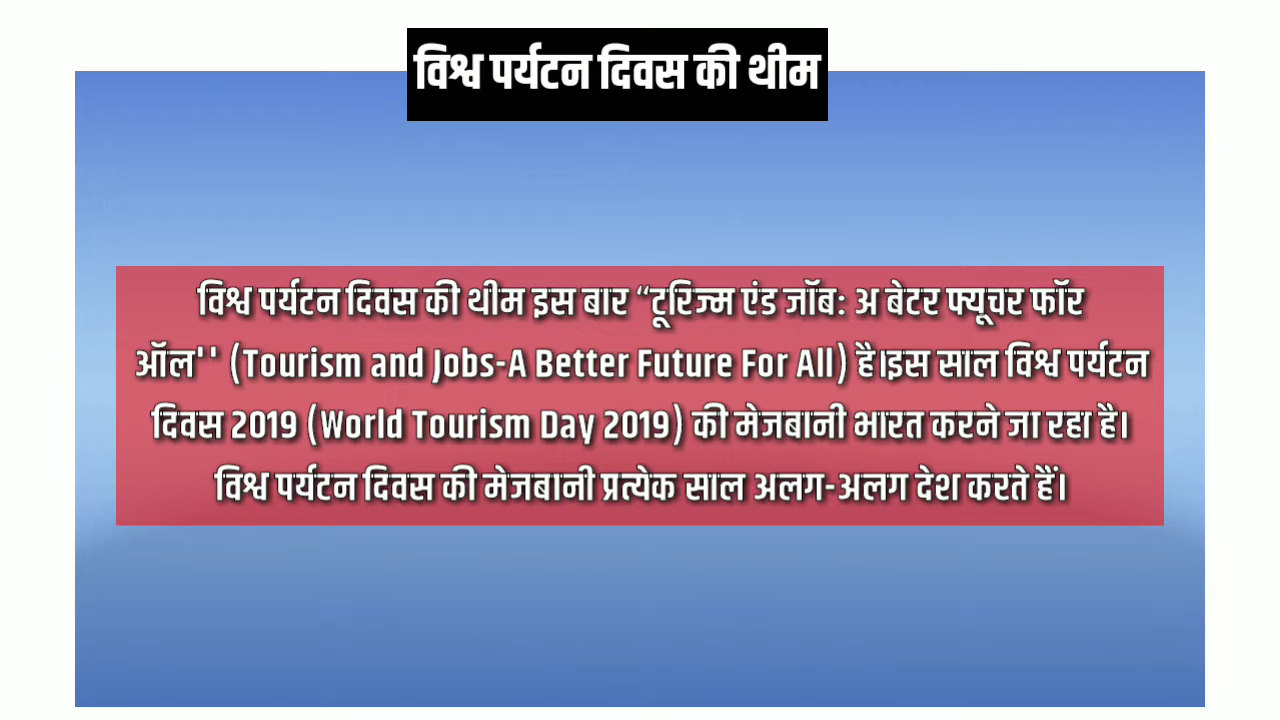 विश्व पर्यटन दिवस की थीम
विश्व पर्यटन दिवस की थीम इस बार “टूरिज्म एंड जॉब: अ बेटर फ्यूचर फॉर
ऑल'' (Tourism and Jobs-A Better Future For All) है।इस साल विश्व पर्यटन
दिवस 2019 (World Tourism Day 2019) की मेजबानी भारत करने जा रहा है।
विश्व पर्यटन दिवस की मेजबानी प्रत्येक साल अलग-अलग देश करते हैं।